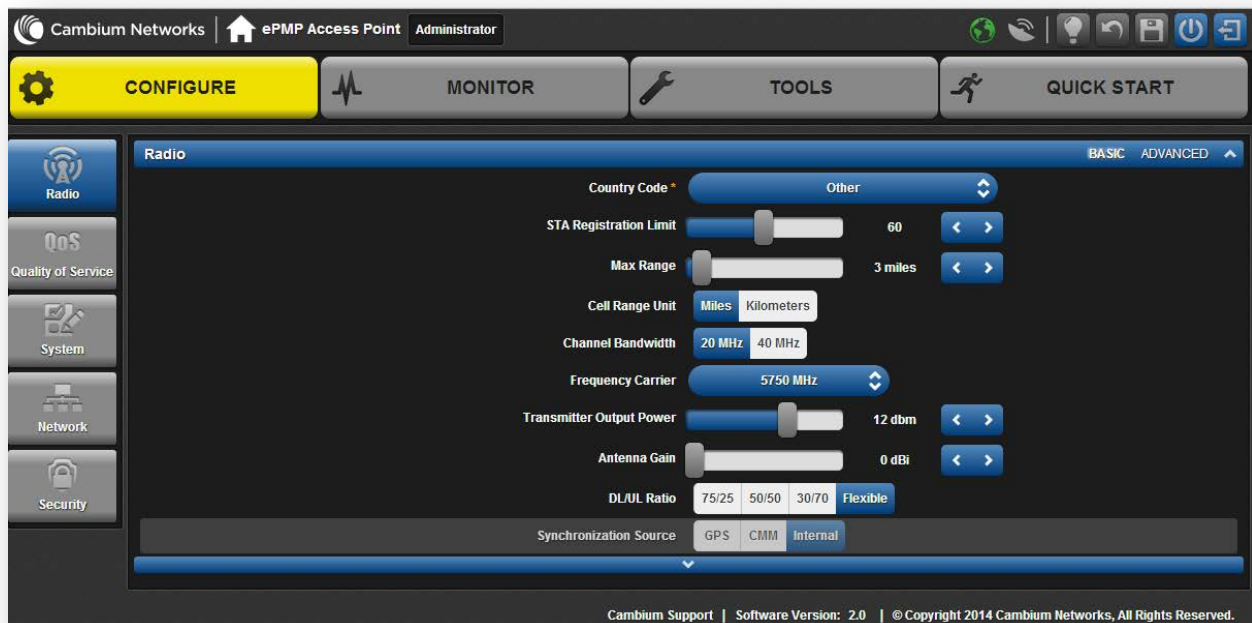 Cambium Networks | ePMP Access Point Administrator
CONFIGURE MONITOR TOOLS QUICK START
Radio BASIC ADVANCED
Radio
Country Code * Other
STA Registration Limit 60
QoS
Quality of Service
Max Range 3 miles
Cell Range Unit Miles Kilometers
System
Channel Bandwidth 20 MHz 40 MHz
Frequency Carrier 5750 MHz
Network
Transmitter Output Power 12 dbm
Antenna Gain 0 dBi
Security
DL/UL Ratio 75/25 50/50 30/70 Flexible
Synchronization Source GPS CMM Internal
Cambium Support | Software Version: 2.0 | © Copyright 2014 Cambium Networks, All Rights Reserved.